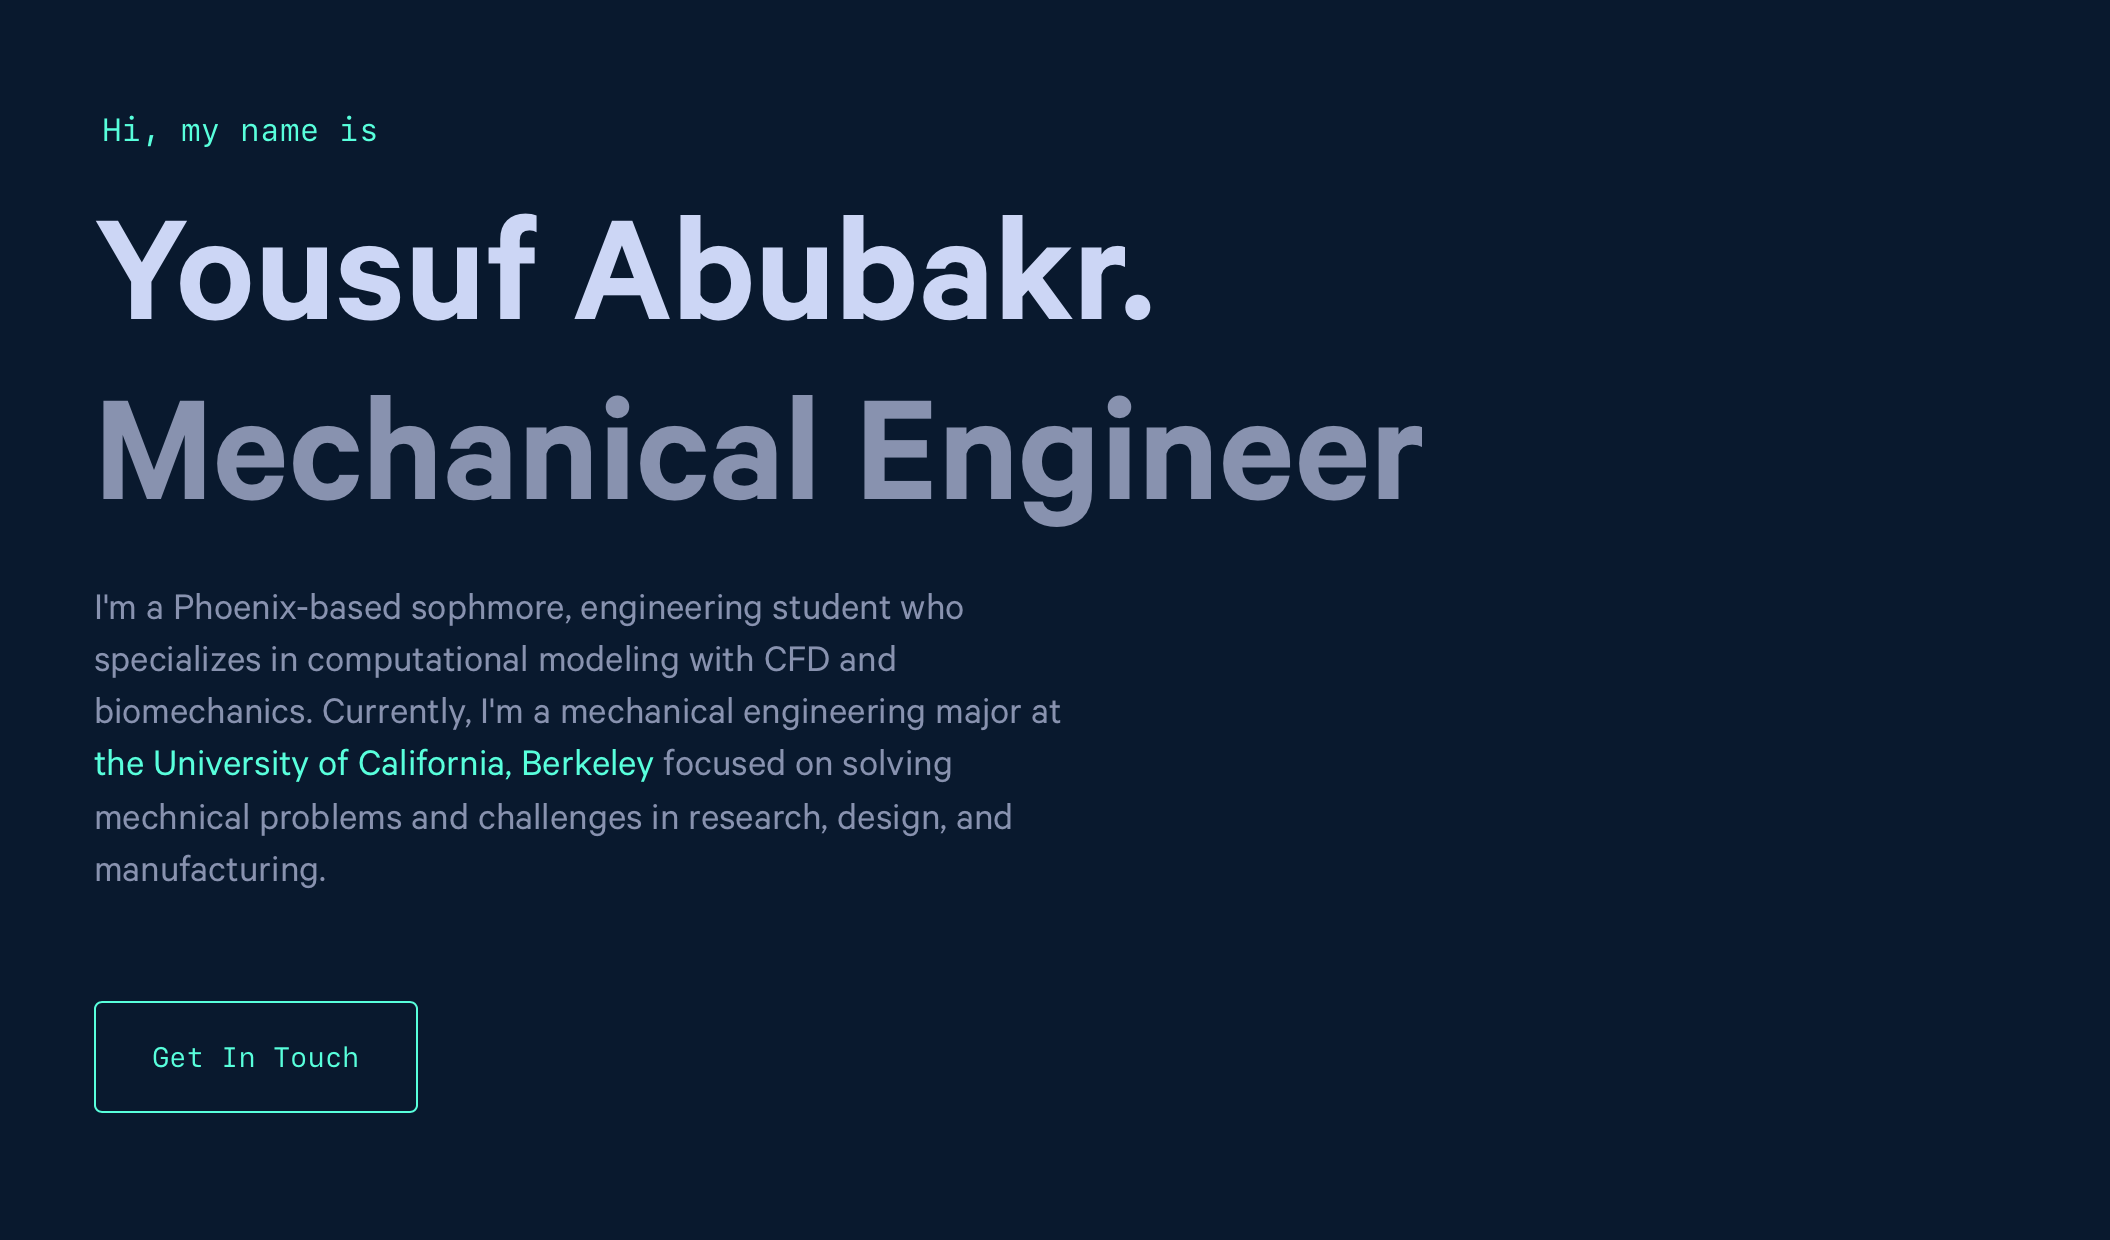 Hi, my name is
Yousuf Abubakr.
Mechanical Engineer
I'm a Phoenix-based sophmore, engineering student who
specializes in computational modeling with CFD and
biomechanics. Currently, I'm a mechanical engineering major at
the University of California, Berkeley focused on solving
mechnical problems and challenges in research, design, and
manufacturing.
Get In Touch